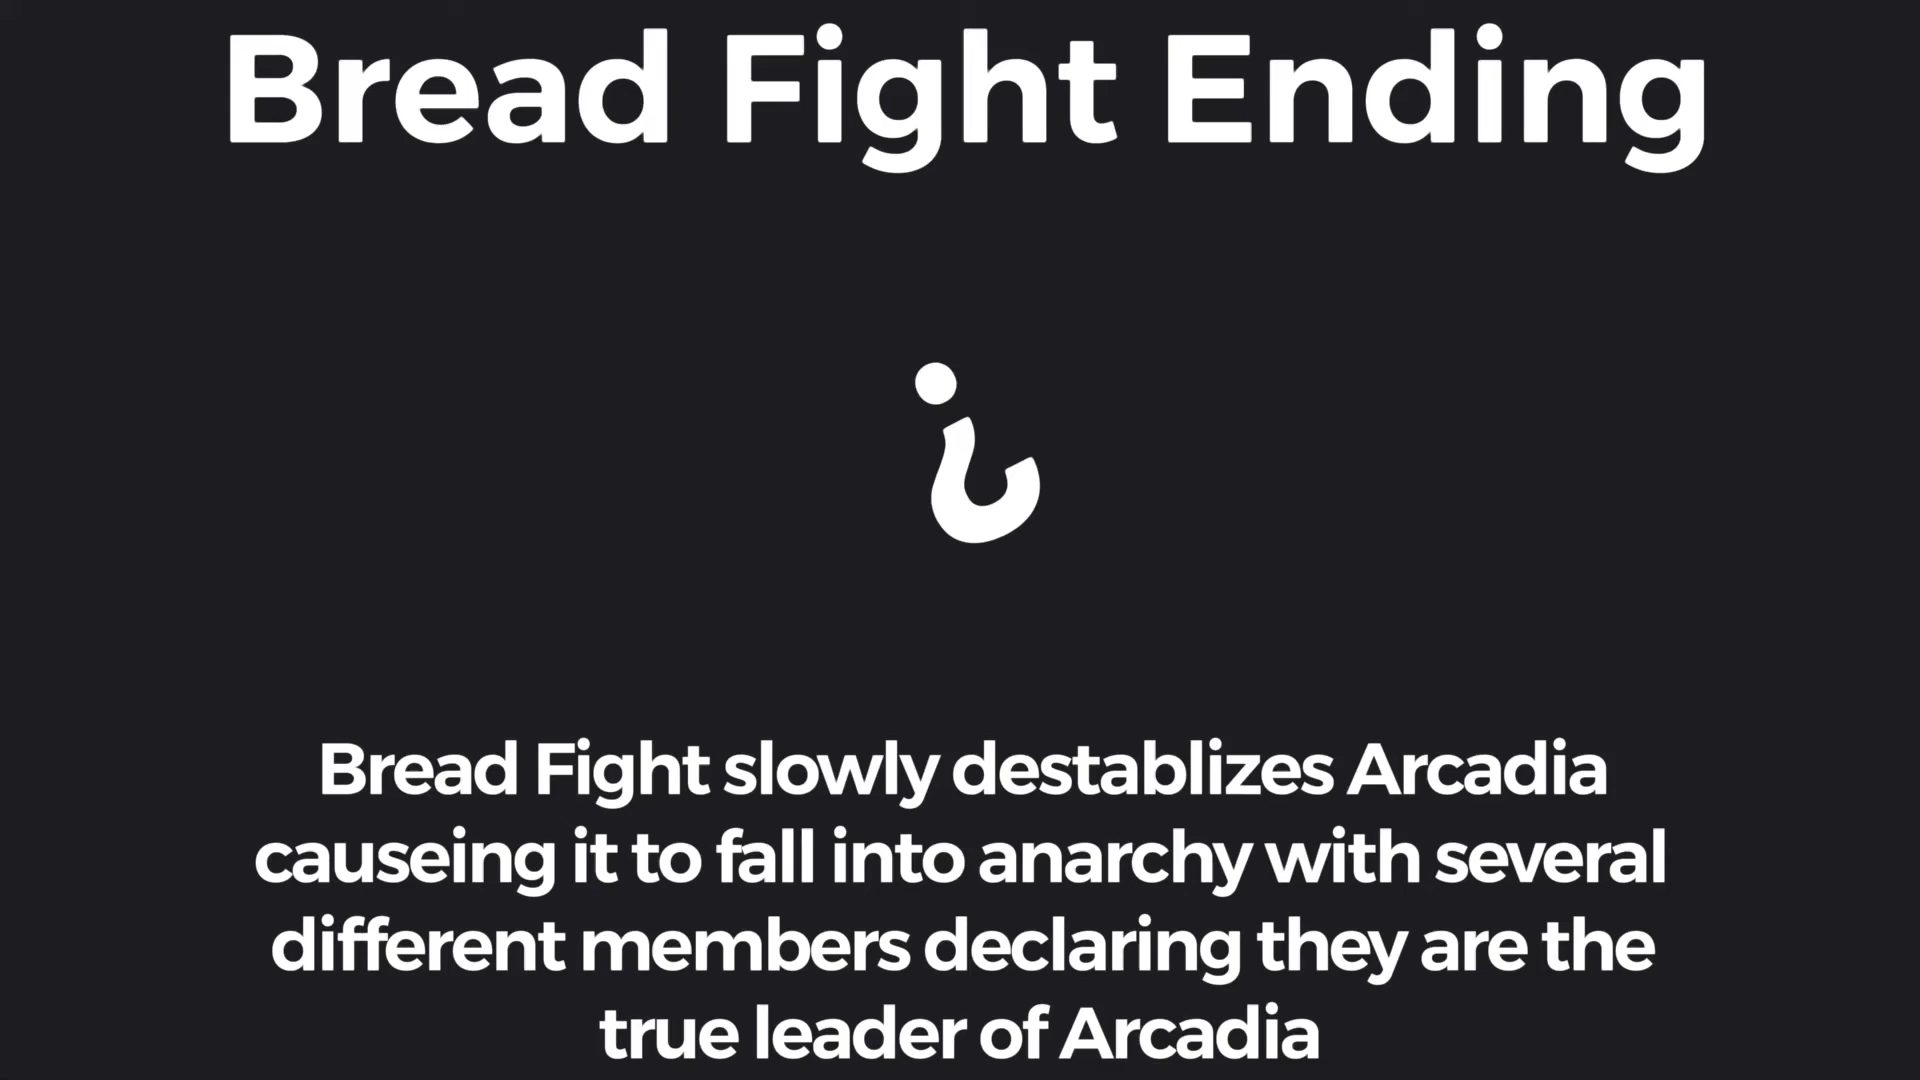 Bread Fight Ending
?
Bread Fight slowly destablizes Arcadia
causeing it to fall into anarchy with several
different members declaring they are the
true leader of Arcadia